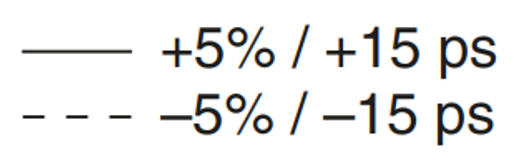 +5% / +15 ps
–5% / –15 ps